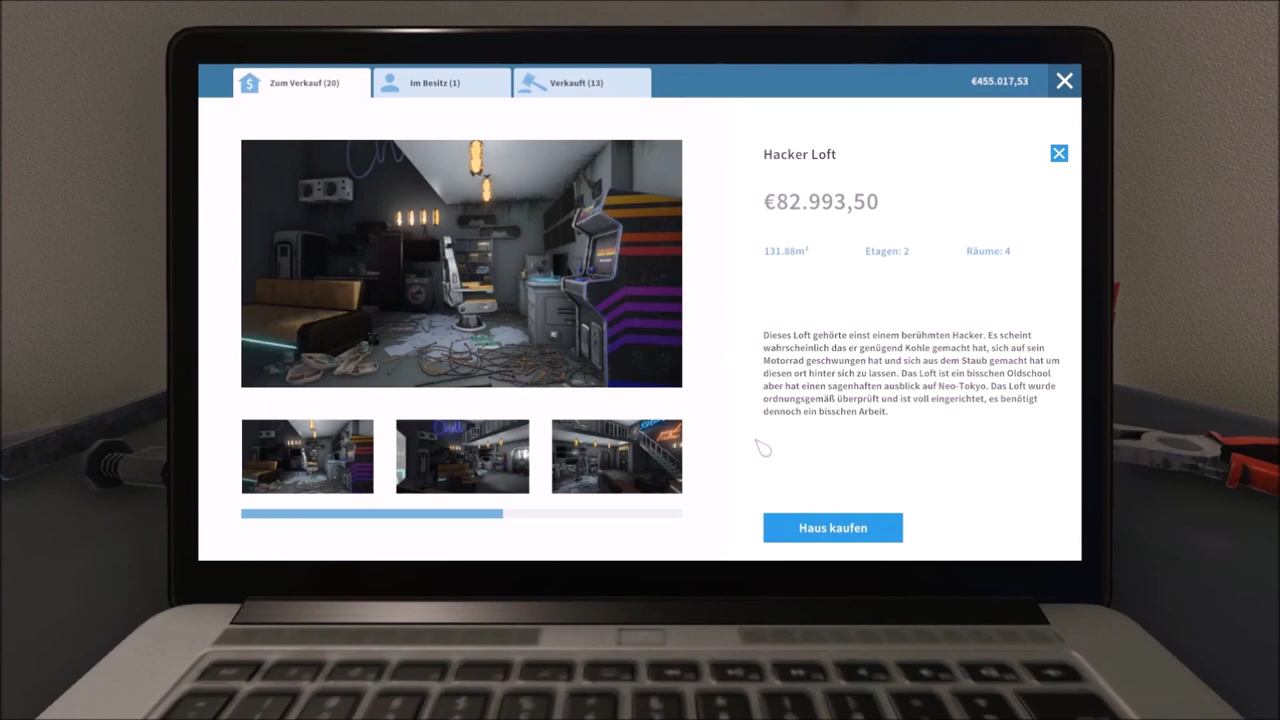 Zum Verkauf (20)
Im Besitz (1)
Verkauft (13)
€455.017,53
Hacker Loft
€82.993,50
131.88m²
Etagen: 2
Räume: 4
Dieses Loft gehörte einst einem berühmten Hacker. Es scheint
wahrscheinlich das er genügend Kohle gemacht hat, sich auf sein
Motorrad geschwungen hat und sich aus dem Staub gemacht hat um
diesen ort hinter sich zu lassen. Das Loft ist ein bisschen Oldschool
aber hat einen sagenhaften ausblick auf Neo-Tokyo. Das Loft wurde
ordnungsgemäß überprüft und ist voll eingerichtet, es benötigt
dennoch ein bisschen Arbeit.
Haus kaufen